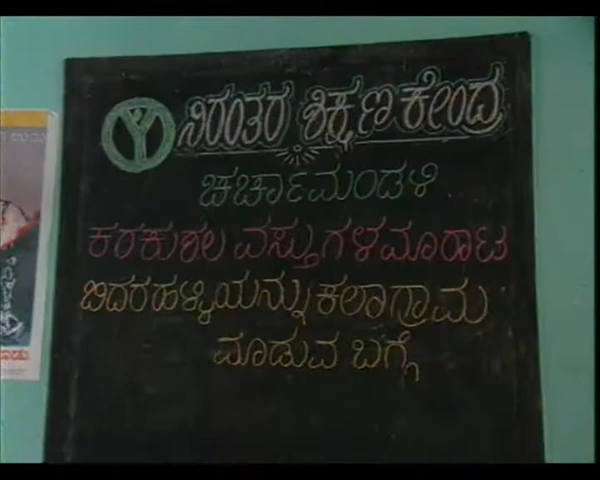 ನಿರಂತರ ಶಿಕ್ಷಣ ಕೇಂದ್ರ
ಚರ್ಚಾಮಂಡಳಿ
ಕರಕುಶಲ ವಸ್ತುಗಳ ಮಾರಾಟ
ಬಿದರಹಳ್ಳಿಯನ್ನು ಕಲಾಗ್ರಾಮ
ಮಾಡುವ ಬಗ್ಗೆ